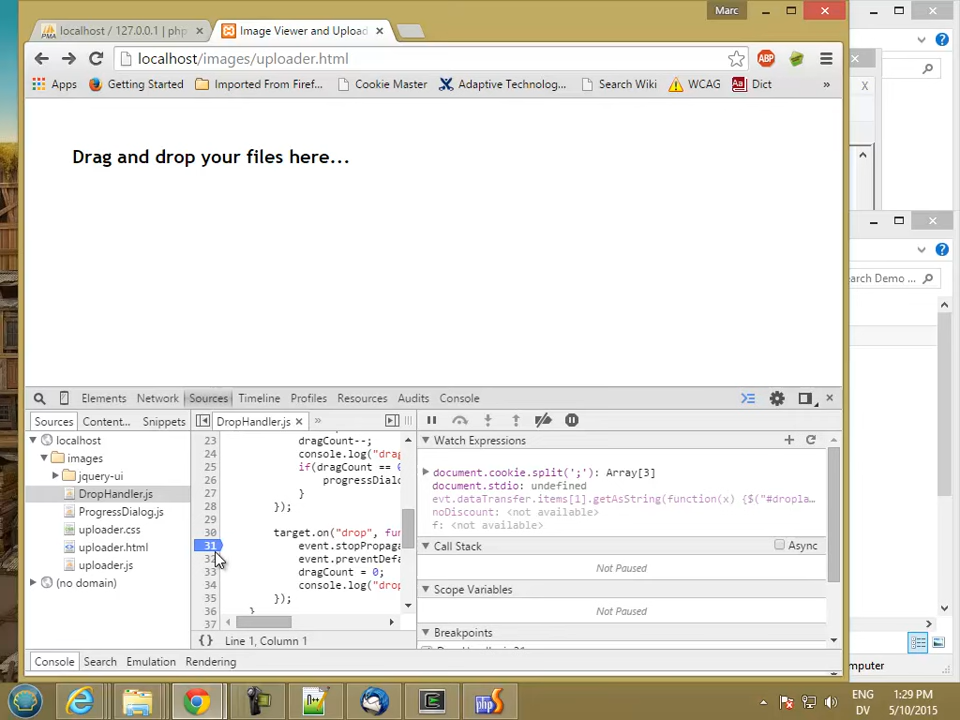 Marc
localhost / 127.0.0.1 | php
Image Viewer and Upload
localhost/images/uploader.html
Apps Getting Started Imported From Firef... Cookie Master Adaptive Technolog... Search Wiki WCAG Dict »
Drag and drop your files here...
Elements Network Sources Timeline Profiles Resources Audits Console
Sources Content... Snippets
DropHandler.js
localhost
images
jquery-ui
DropHandler.js
ProgressDialog.js
uploader.css
uploader.html
uploader.js
(no domain)
23 dragCount--;
24 console.log("drag
25 if(dragCount == 0
26 progressDialo
27 }
28 });
29
30 target.on("drop", fu
31 event.stopPropaga
32 event.preventDefa
33 dragCount = 0;
34 console.log("drop
35 });
36 }
37
{} Line 1, Column 1
Watch Expressions
document.cookie.split(';'): Array[3]
document.stdio: undefined
evt.dataTransfer.items[1].getAsString(function(x) {$("#dropla...
noDiscount: <not available>
f: <not available>
Call Stack
Async
Not Paused
Scope Variables
Not Paused
Breakpoints
Console Search Emulation Rendering
earch Demo ...
mputer
ENG
DV
1:29 PM
5/10/2015